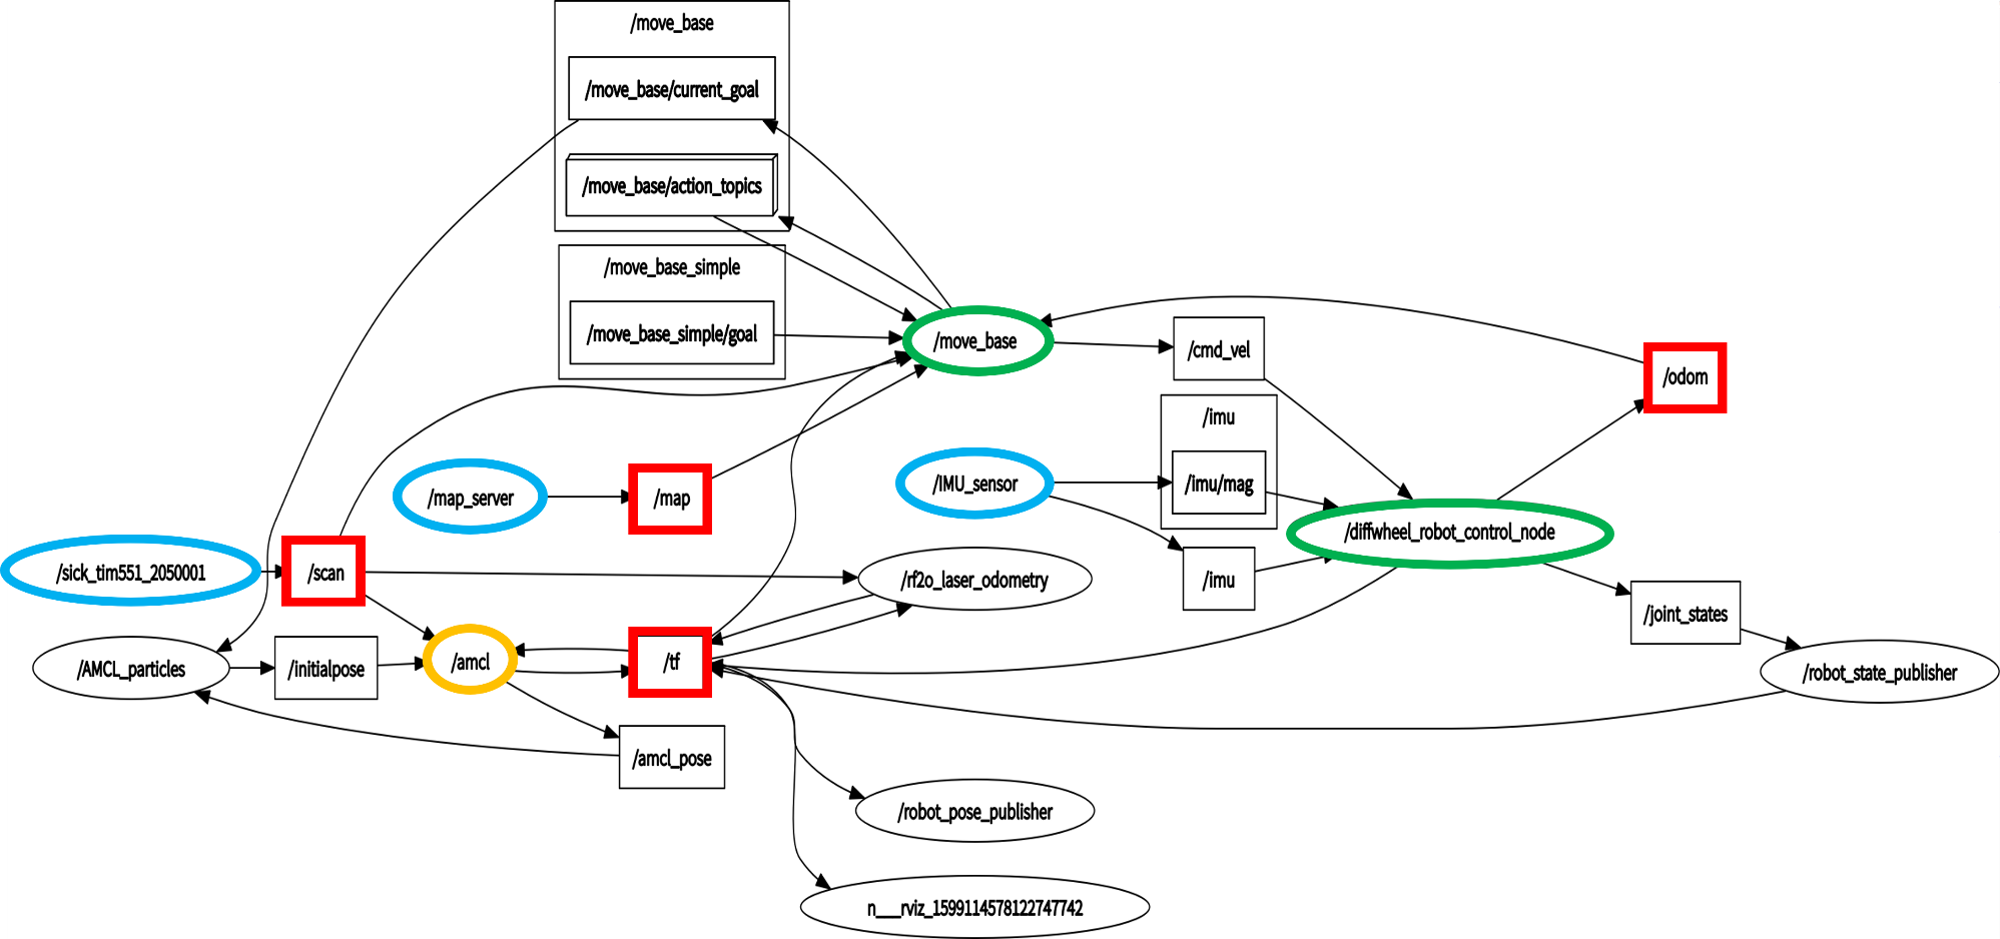 /move_base
/move_base/current_goal
/move_base/action_topics
/move_base_simple
/move_base_simple/goal
/move_base
/cmd_vel
/odom
/imu
/imu/mag
/IMU_sensor
/map_server
/map
/diffwheel_robot_control_node
/sick_tim551_2050001
/scan
/rf2o_laser_odometry
/imu
/joint_states
/AMCL_particles
/initialpose
/amcl
/tf
/robot_state_publisher
/amcl_pose
/robot_pose_publisher
n___rviz_1599114578122747742